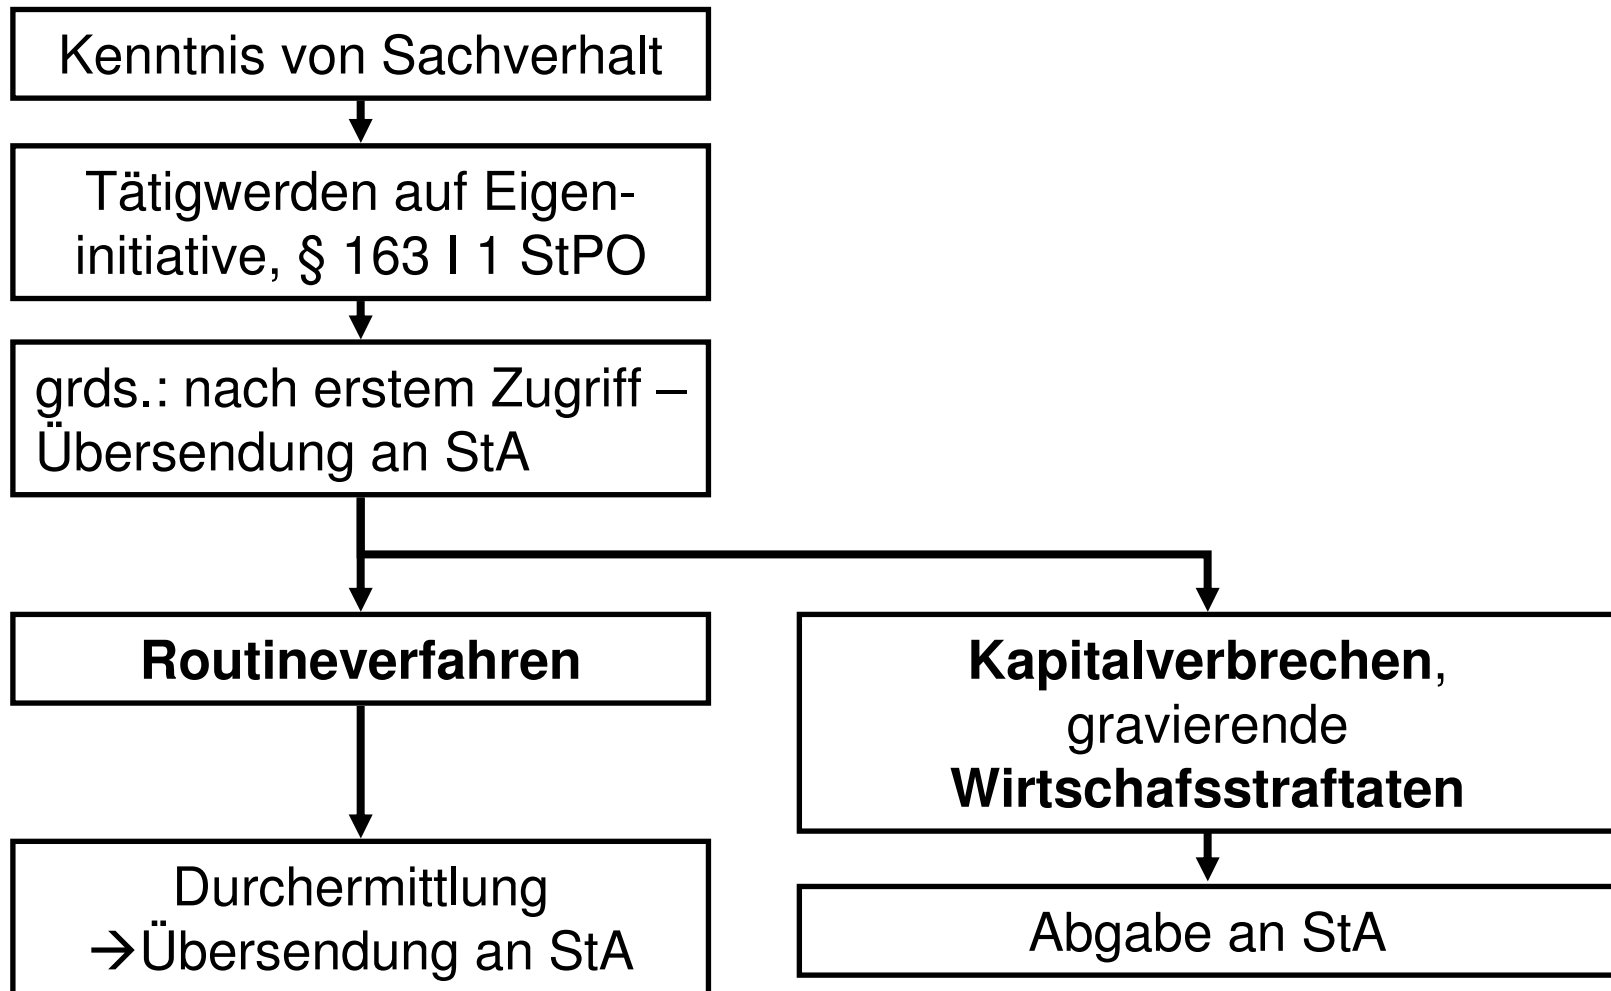 Kenntnis von Sachverhalt
Tätigwerden auf Eigen-
initiative, § 163 I 1 StPO
grds.: nach erstem Zugriff –
Übersendung an StA
Routineverfahren
Kapitalverbrechen,
gravierende
Wirtschafsstraftaten
Durchermittlung
→Übersendung an StA
Abgabe an StA